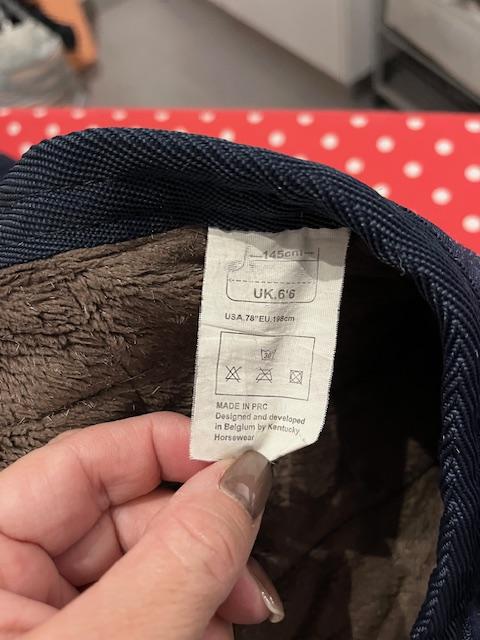 145cm
UK.6'6
USA.78"EU.198cm
30
MADE IN PRC
Designed and developed
in Belgium by Kentucky
Horsewear